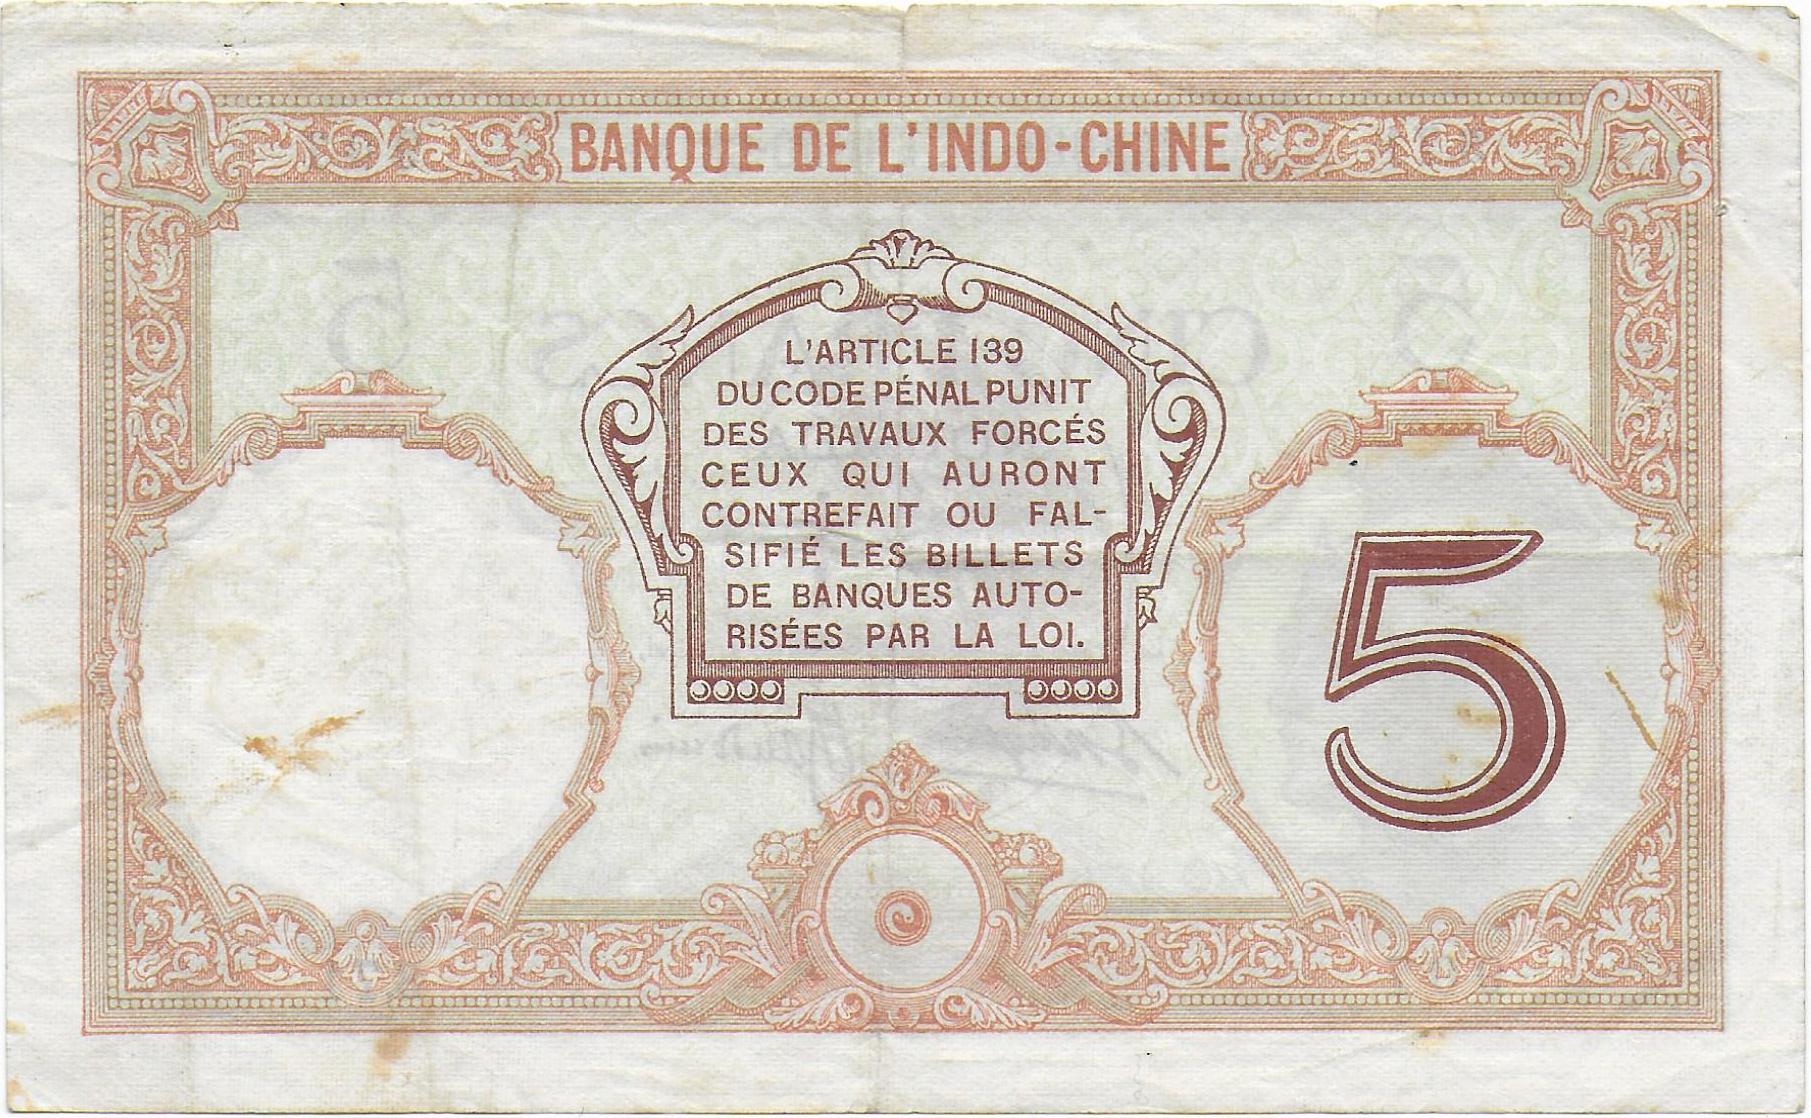 BANQUE DE L'INDO-CHINE
L'ARTICLE 139
DU CODE PÉNAL PUNIT
DES TRAVAUX FORCÉS
CEUX QUI AURONT
CONTREFAIT OU FAL-
SIFIÉ LES BILLETS
DE BANQUES AUTO-
RISÉES PAR LA LOI.
5